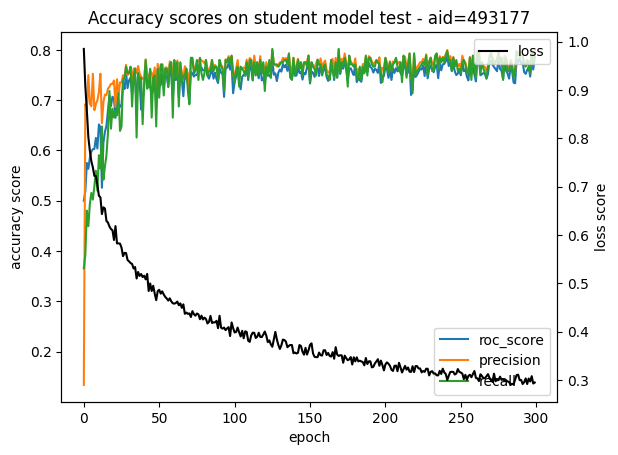 Accuracy scores on student model test - aid=493177
loss
accuracy score
0.8
0.7
0.6
0.5
0.4
0.3
0.2
1.0
0.9
0.8
0.7
0.6
0.5
0.4
0.3
loss score
roc_score
precision
recall
0 50 100 150 200 250 300
epoch